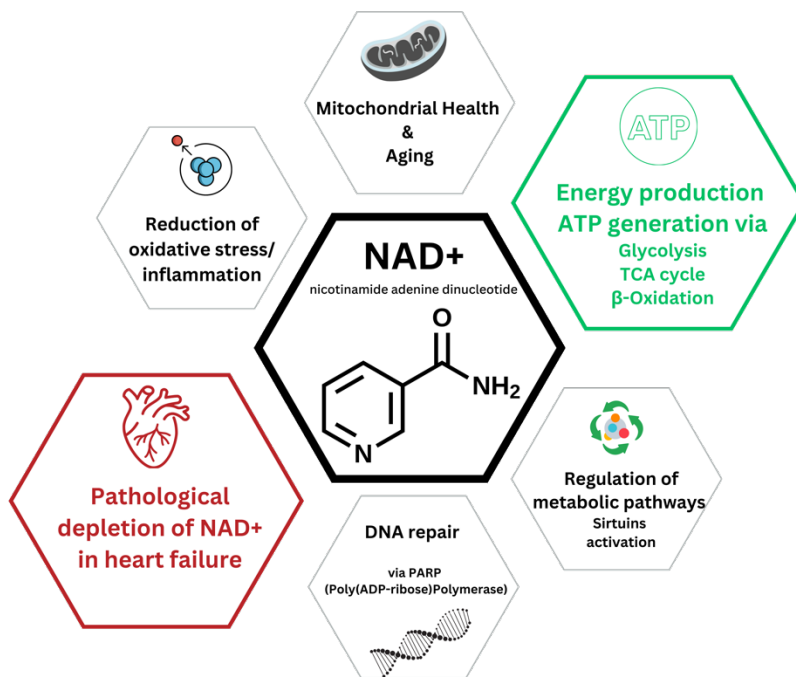 Mitochondrial Health
&
Aging
ATP
Energy production
ATP generation via
Glycolysis
TCA cycle
β-Oxidation
Reduction of
oxidative stress/
inflammation
NAD+
nicotinamide adenine dinucleotide
O
NH₂
N
Pathological
depletion of NAD+
in heart failure
Regulation of
metabolic pathways
Sirtuins
activation
DNA repair
via PARP
(Poly(ADP-ribose)Polymerase)